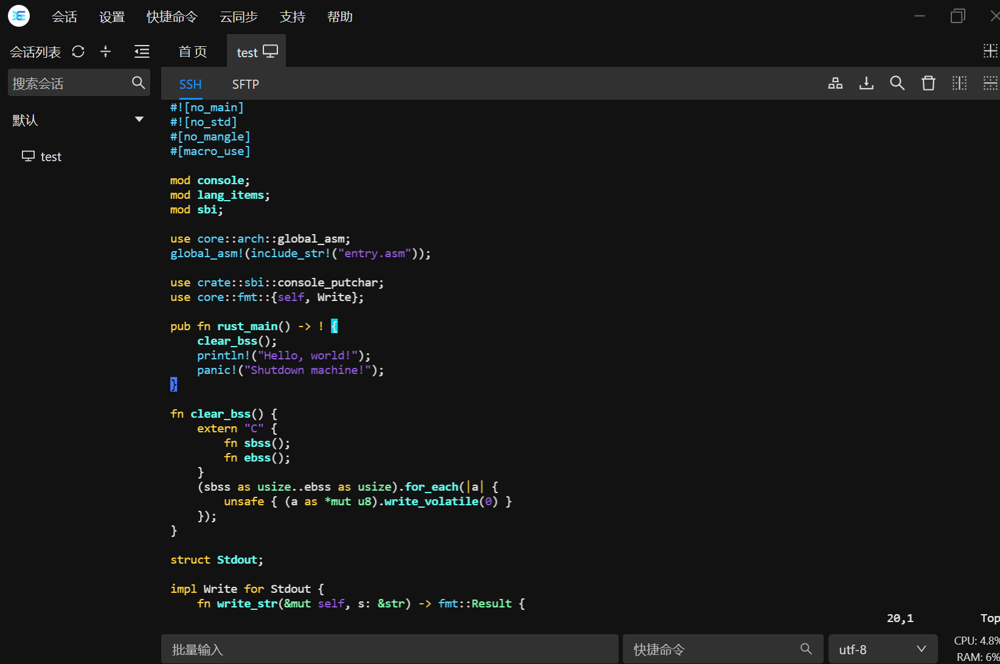 会话 设置 快捷命令 云同步 支持 帮助
会话列表 首页 test
搜索会话 SSH SFTP
默认
test
#![no_main]
#![no_std]
#[no_mangle]
#[macro_use]
mod console;
mod lang_items;
mod sbi;
use core::arch::global_asm;
global_asm!(include_str!("entry.asm"));
use crate::sbi::console_putchar;
use core::fmt::{self, Write};
pub fn rust_main() -> ! {
    clear_bss();
    println!("Hello, world!");
    panic!("Shutdown machine!");
}
fn clear_bss() {
    extern "C" {
        fn sbss();
        fn ebss();
    }
    (sbss as usize..ebss as usize).for_each(|a| {
        unsafe { (a as *mut u8).write_volatile(0) }
    });
}
struct Stdout;
impl Write for Stdout {
    fn write_str(&mut self, s: &str) -> fmt::Result {
20,1 Top
批量输入 快捷命令 utf-8
CPU: 4.8%
RAM: 6%